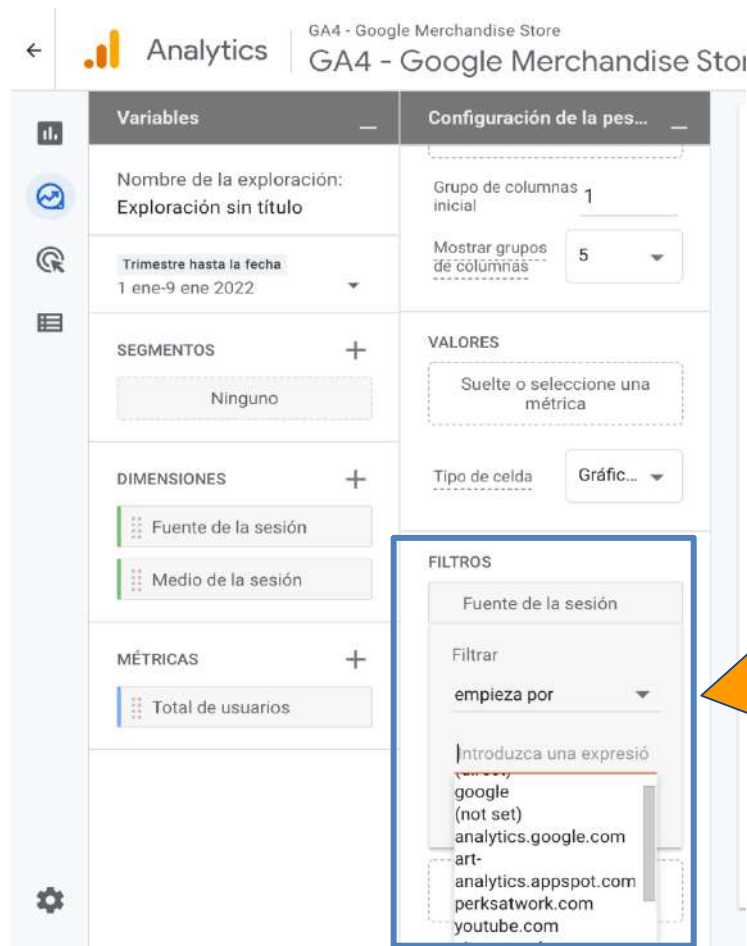 GA4 - Google Merchandise Store
Analytics
GA4 - Google Merchandise Stor
Variables
Nombre de la exploración:
Exploración sin título
Trimestre hasta la fecha
1 ene-9 ene 2022
SEGMENTOS
Ninguno
DIMENSIONES
Fuente de la sesión
Medio de la sesión
MÉTRICAS
Total de usuarios
Configuración de la pes...
Grupo de columnas
inicial
1
Mostrar grupos
de columnas
5
VALORES
Suelte o seleccione una
métrica
Tipo de celda
Gráfic...
FILTROS
Fuente de la sesión
Filtrar
empieza por
Introduzca una expresió
(direct)
google
(not set)
analytics.google.com
art-
analytics.appspot.com
perksatwork.com
youtube.com